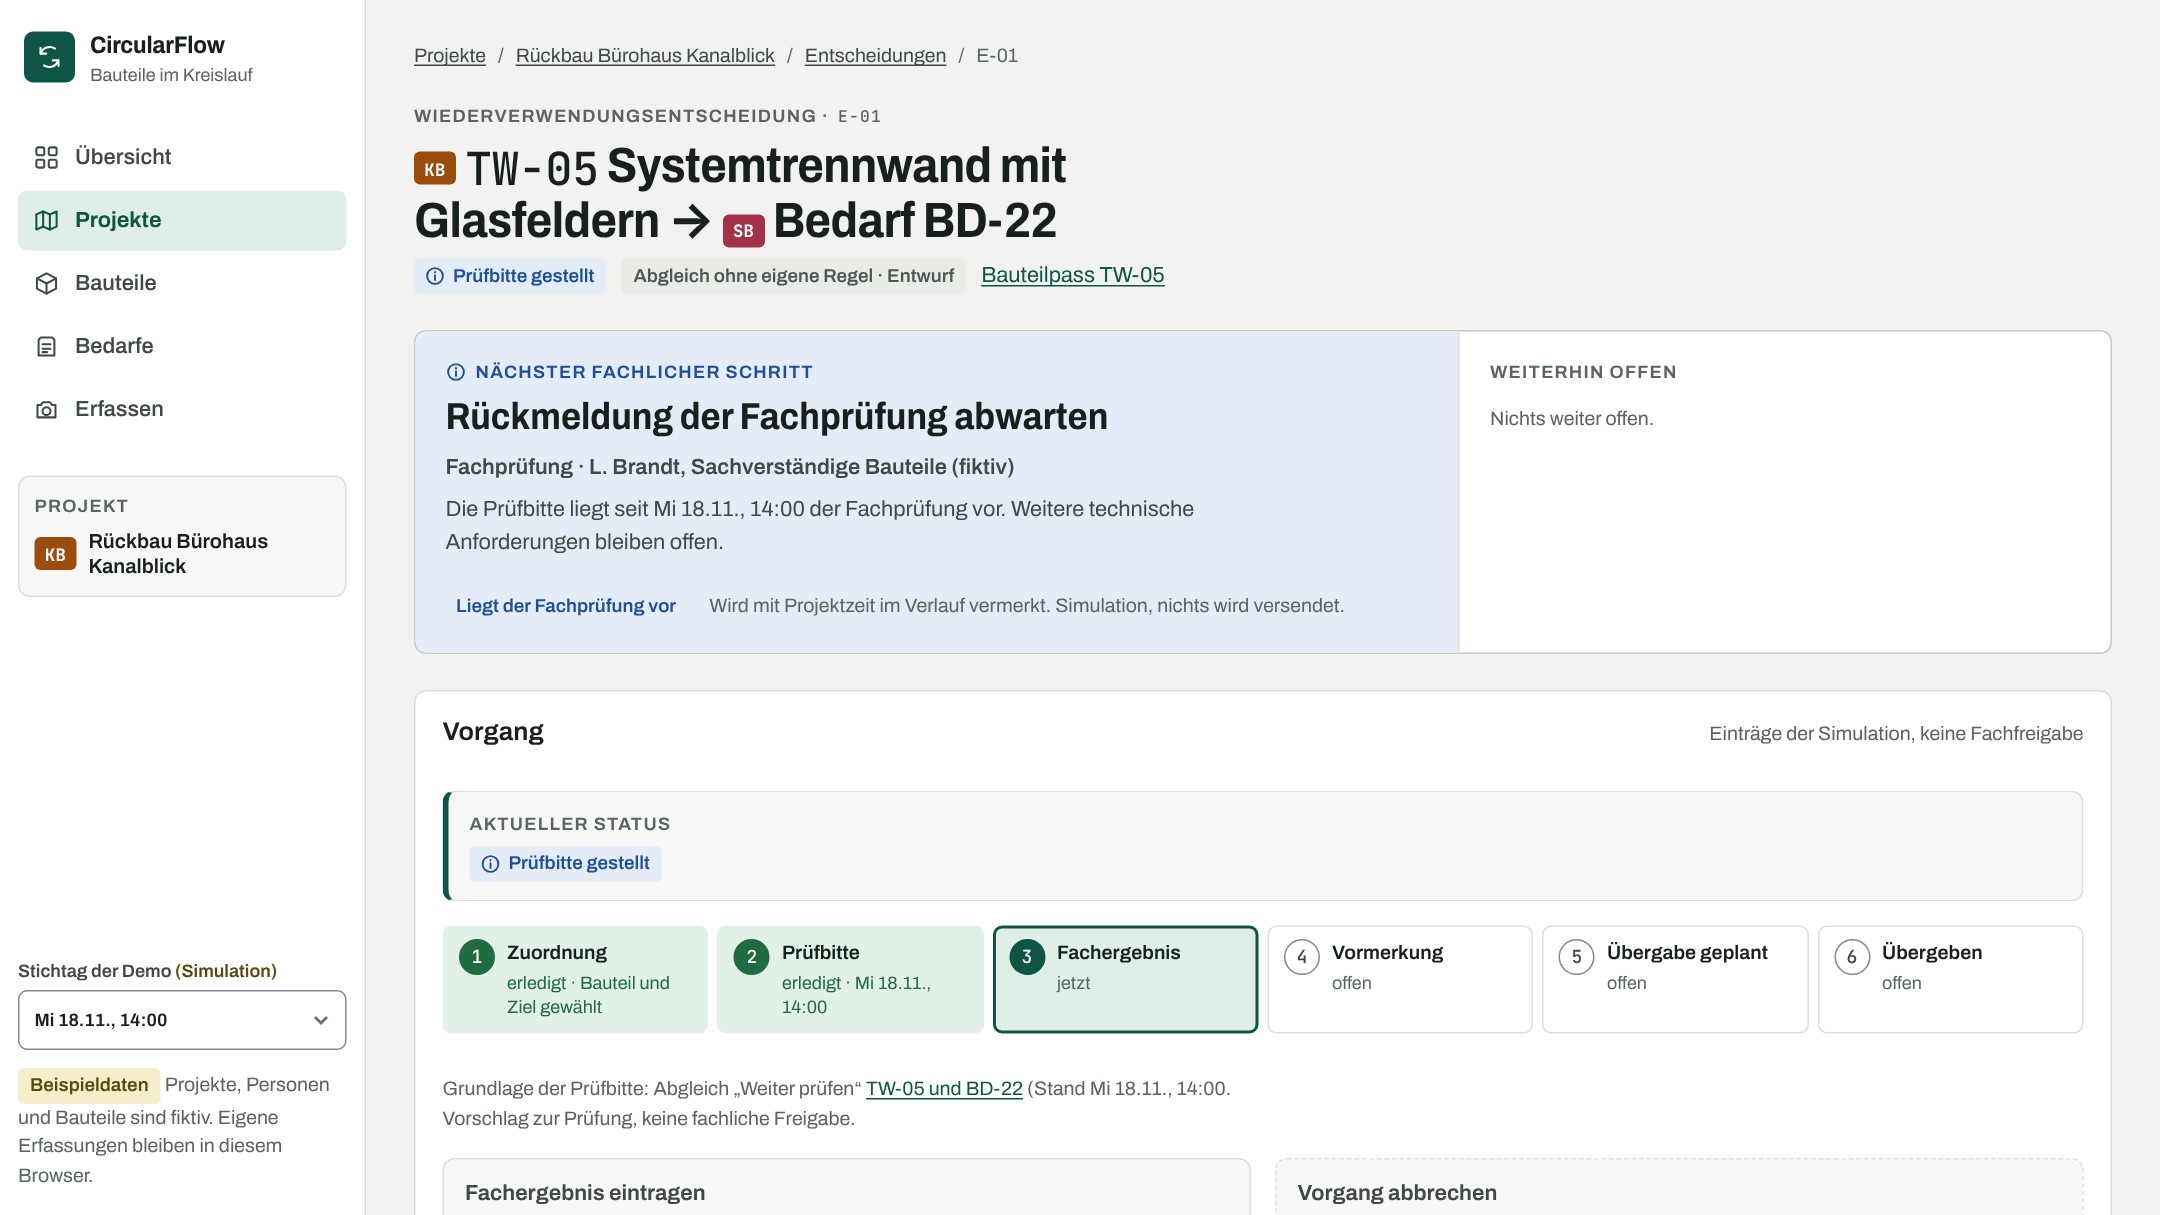 CircularFlow
Bauteile im Kreislauf
Übersicht
Projekte
Bauteile
Bedarfe
Erfassen
PROJEKT
KB Rückbau Bürohaus
Kanalblick
Stichtag der Demo (Simulation)
Mi 18.11., 14:00
Beispieldaten Projekte, Personen
und Bauteile sind fiktiv. Eigene
Erfassungen bleiben in diesem
Browser.
Projekte / Rückbau Bürohaus Kanalblick / Entscheidungen / E-01
WIEDERVERWENDUNGSENTSCHEIDUNG · E-01
KB TW-05 Systemtrennwand mit
Glasfeldern → SB Bedarf BD-22
Prüfbitte gestellt Abgleich ohne eigene Regel · Entwurf Bauteilpass TW-05
NÄCHSTER FACHLICHER SCHRITT
Rückmeldung der Fachprüfung abwarten
Fachprüfung · L. Brandt, Sachverständige Bauteile (fiktiv)
Die Prüfbitte liegt seit Mi 18.11., 14:00 der Fachprüfung vor. Weitere technische
Anforderungen bleiben offen.
Liegt der Fachprüfung vor Wird mit Projektzeit im Verlauf vermerkt. Simulation, nichts wird versendet.
WEITERHIN OFFEN
Nichts weiter offen.
Vorgang
Einträge der Simulation, keine Fachfreigabe
AKTUELLER STATUS
Prüfbitte gestellt
1 Zuordnung
erledigt · Bauteil und
Ziel gewählt
2 Prüfbitte
erledigt · Mi 18.11.,
14:00
3 Fachergebnis
jetzt
4 Vormerkung
offen
5 Übergabe geplant
offen
6 Übergeben
offen
Grundlage der Prüfbitte: Abgleich „Weiter prüfen“ TW-05 und BD-22 (Stand Mi 18.11., 14:00.
Vorschlag zur Prüfung, keine fachliche Freigabe.
Fachergebnis eintragen
Vorgang abbrechen